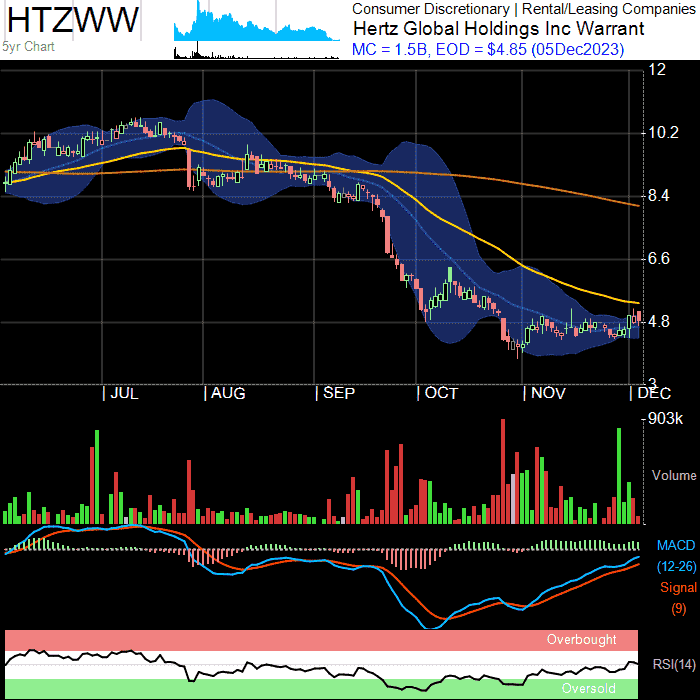 HTZWW
5yr Chart
Consumer Discretionary | Rental/Leasing Companies
Hertz Global Holdings Inc Warrant
MC = 1.5B, EOD = $4.85 (05Dec2023)
12
10.2
8.4
6.6
4.8
3
| JUL | AUG | SEP | OCT | NOV | DEC
903k
Volume
MACD
(12-26)
Signal
(9)
Overbought
RSI(14)
Oversold